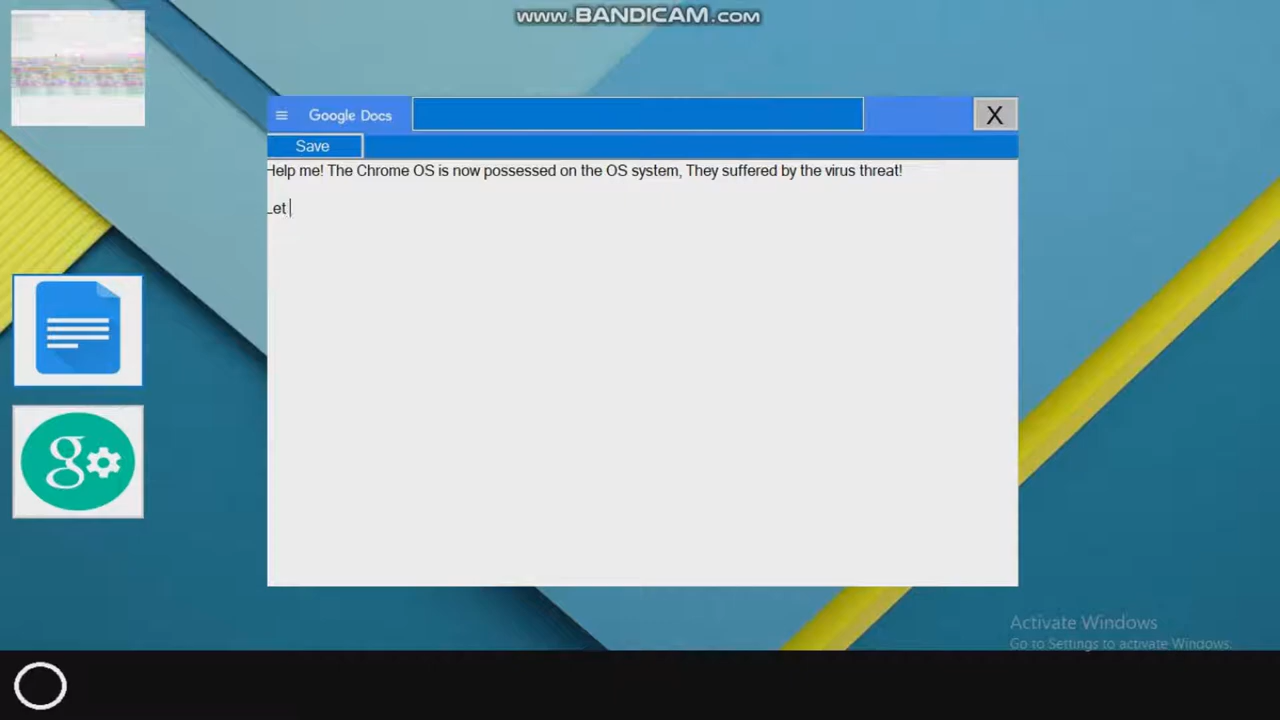 www.BANDICAM.com
Google Docs
X
Save
Help me! The Chrome OS is now possessed on the OS system, They suffered by the virus threat!
Let
g
Activate Windows
Go to Settings to activate Windows.